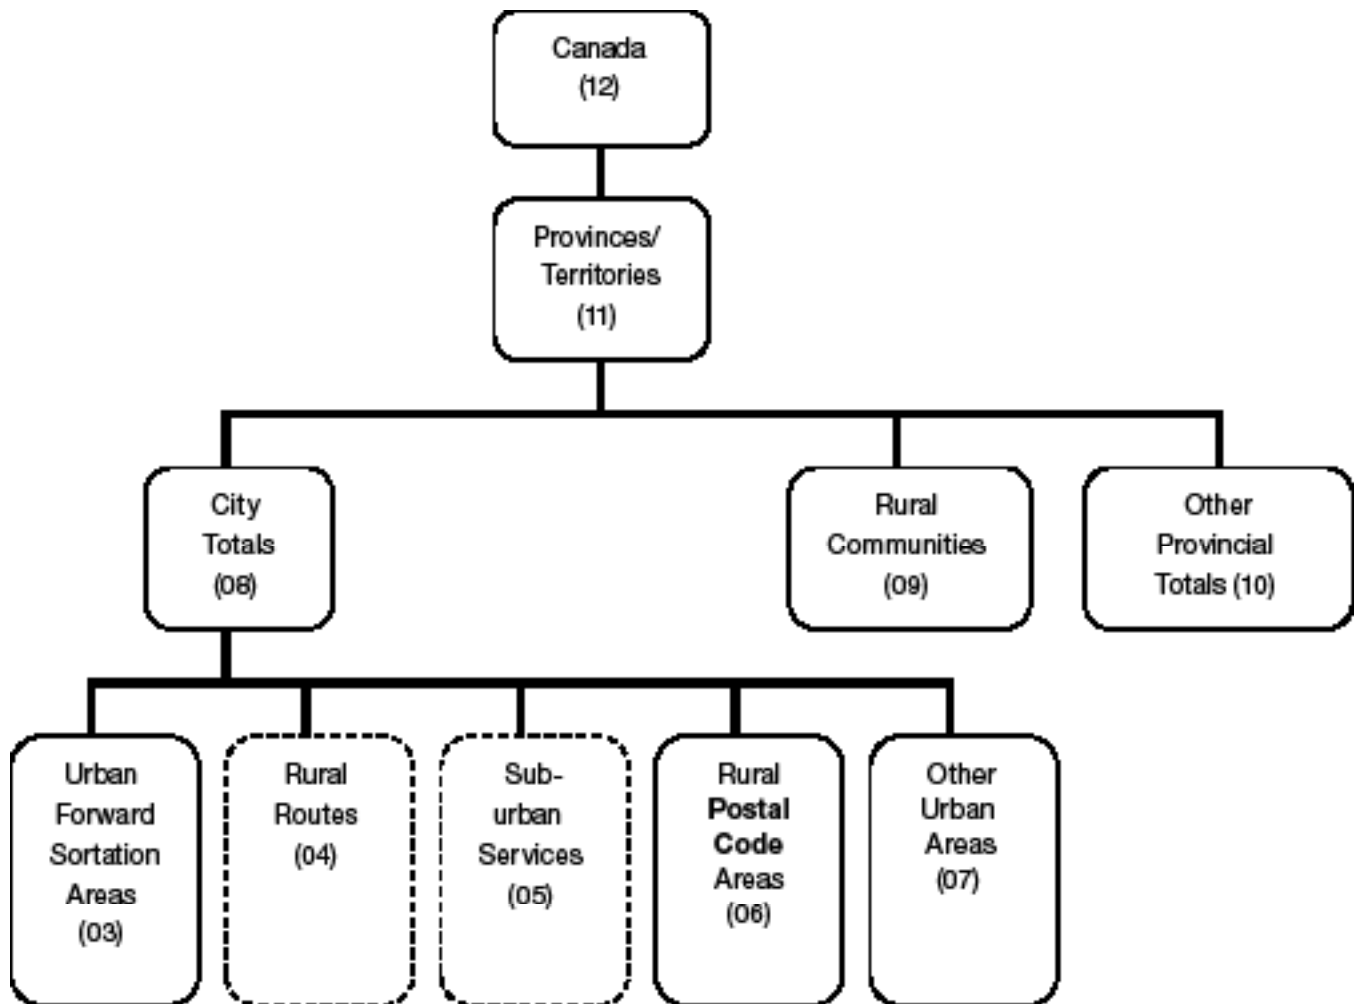 Canada
(12)
Provinces/
Territories
(11)
City
Totals
(08)
Rural
Communities
(09)
Other
Provincial
Totals (10)
Urban
Forward
Sortation
Areas
(03)
Rural
Routes
(04)
Sub-
urban
Services
(05)
Rural
Postal
Code
Areas
(06)
Other
Urban
Areas
(07)